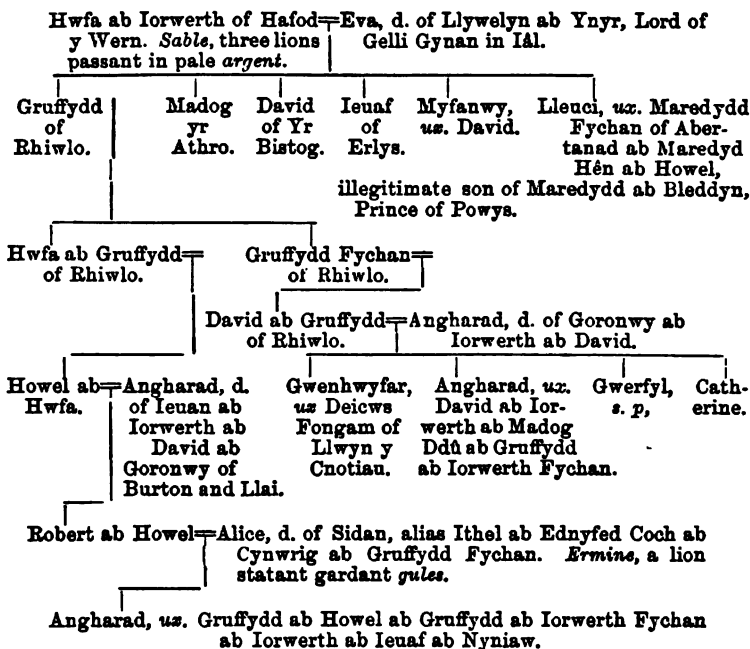 Hwfa ab Iorwerth of Hafod=Eva, d. of Llywelyn ab Ynyr, Lord of
y Wern. Sable, three lions Gelli Gynan in Iâl.
passant in pale argent.
Gruffydd Madog David Ieuaf Myfanwy, Lleuci, ux. Maredydd
of yr of Yr of ux. David. Fychan of Aber-
Rhiwlo. Athro. Bistog. Erlys. tanad ab Maredyd
Hên ab Howel,
illegitimate son of Maredydd ab Bleddyn,
Prince of Powys.
Hwfa ab Gruffydd= Gruffydd Fychan=
of Rhiwlo. of Rhiwlo.
David ab Gruffydd=Angharad, d. of Goronwy ab
of Rhiwlo. Iorwerth ab David.
Howel ab=Angharad, d. Gwenhwyfar, Angharad, ux. Gwerfyl, Cath-
Hwfa. of Ieuan ab ux Deicws David ab Ior- s. p, erine.
Iorwerth ab Fongam of werth ab Madog
David ab Llwyn y Ddû ab Gruffydd
Goronwy of Cnotiau. ab Iorwerth Fychan.
Burton and Llai.
Robert ab Howel=Alice, d. of Sidan, alias Ithel ab Ednyfed Coch ab
Cynwrig ab Gruffydd Fychan. Ermine, a lion
statant gardant gules.
Angharad, ux. Gruffydd ab Howel ab Gruffydd ab Iorwerth Fychan
ab Iorwerth ab Ieuaf ab Nyniaw.